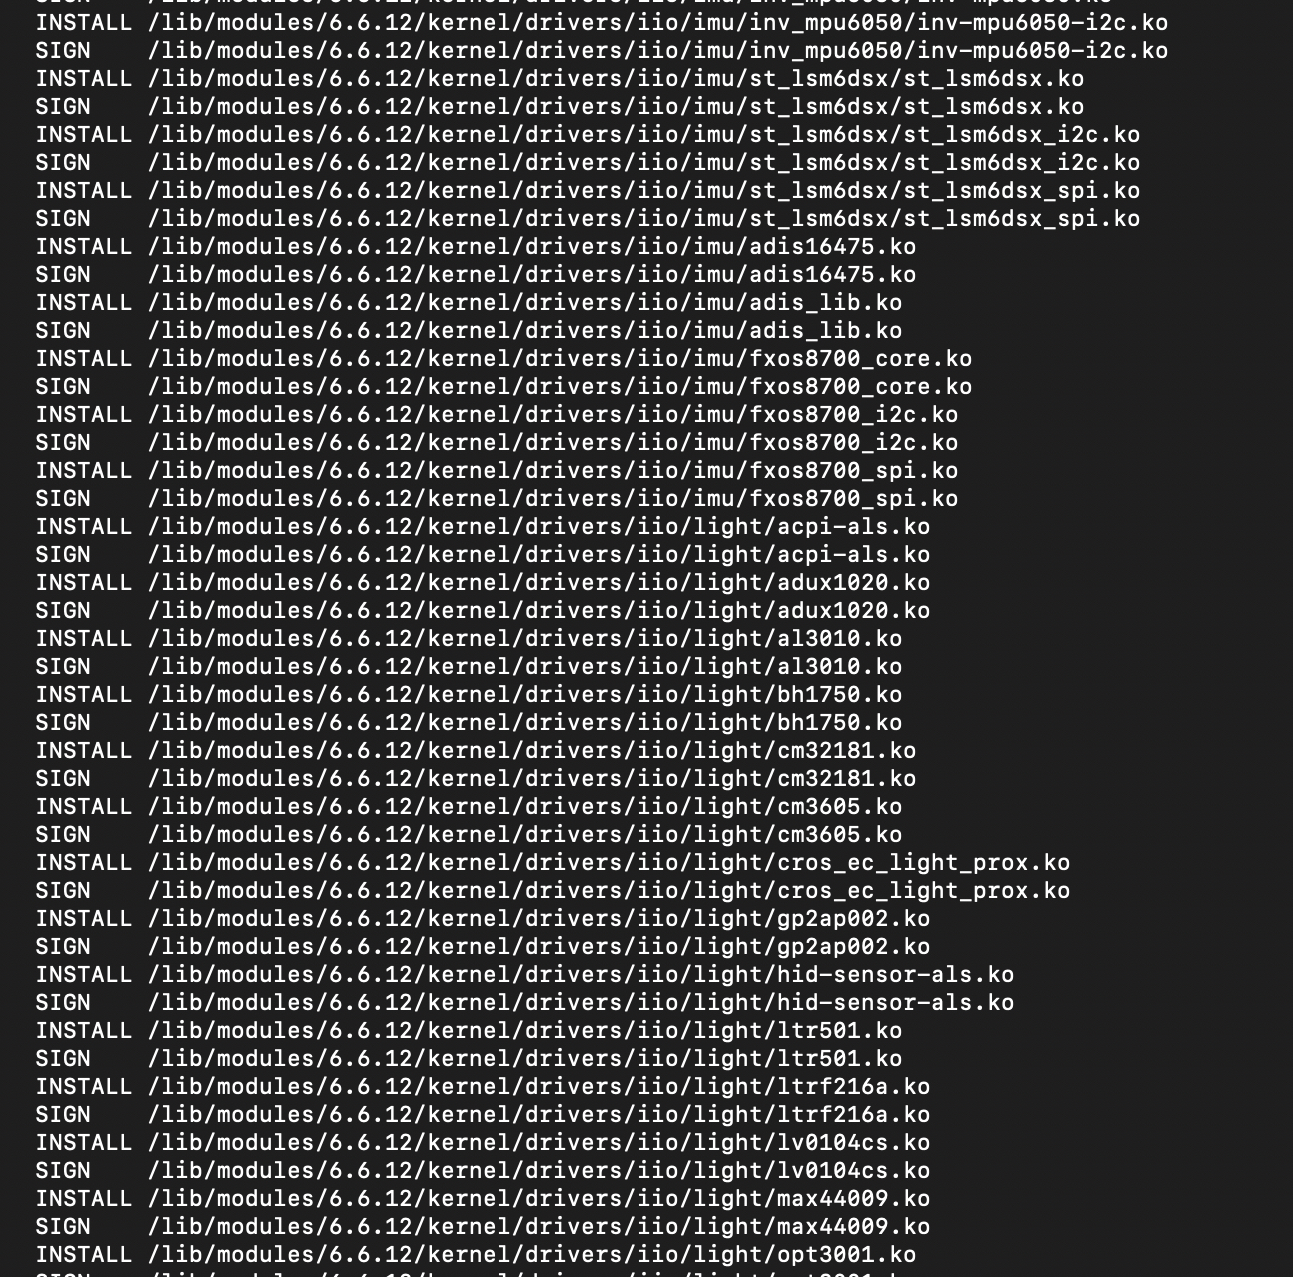 INSTALL /lib/modules/6.6.12/kernel/drivers/iio/imu/inv_mpu6050/inv-mpu6050-i2c.ko
SIGN /lib/modules/6.6.12/kernel/drivers/iio/imu/inv_mpu6050/inv-mpu6050-i2c.ko
INSTALL /lib/modules/6.6.12/kernel/drivers/iio/imu/st_lsm6dsx/st_lsm6dsx.ko
SIGN /lib/modules/6.6.12/kernel/drivers/iio/imu/st_lsm6dsx/st_lsm6dsx.ko
INSTALL /lib/modules/6.6.12/kernel/drivers/iio/imu/st_lsm6dsx/st_lsm6dsx_i2c.ko
SIGN /lib/modules/6.6.12/kernel/drivers/iio/imu/st_lsm6dsx/st_lsm6dsx_i2c.ko
INSTALL /lib/modules/6.6.12/kernel/drivers/iio/imu/st_lsm6dsx/st_lsm6dsx_spi.ko
SIGN /lib/modules/6.6.12/kernel/drivers/iio/imu/st_lsm6dsx/st_lsm6dsx_spi.ko
INSTALL /lib/modules/6.6.12/kernel/drivers/iio/imu/adis16475.ko
SIGN /lib/modules/6.6.12/kernel/drivers/iio/imu/adis16475.ko
INSTALL /lib/modules/6.6.12/kernel/drivers/iio/imu/adis_lib.ko
SIGN /lib/modules/6.6.12/kernel/drivers/iio/imu/adis_lib.ko
INSTALL /lib/modules/6.6.12/kernel/drivers/iio/imu/fxos8700_core.ko
SIGN /lib/modules/6.6.12/kernel/drivers/iio/imu/fxos8700_core.ko
INSTALL /lib/modules/6.6.12/kernel/drivers/iio/imu/fxos8700_i2c.ko
SIGN /lib/modules/6.6.12/kernel/drivers/iio/imu/fxos8700_i2c.ko
INSTALL /lib/modules/6.6.12/kernel/drivers/iio/imu/fxos8700_spi.ko
SIGN /lib/modules/6.6.12/kernel/drivers/iio/imu/fxos8700_spi.ko
INSTALL /lib/modules/6.6.12/kernel/drivers/iio/light/acpi-als.ko
SIGN /lib/modules/6.6.12/kernel/drivers/iio/light/acpi-als.ko
INSTALL /lib/modules/6.6.12/kernel/drivers/iio/light/adux1020.ko
SIGN /lib/modules/6.6.12/kernel/drivers/iio/light/adux1020.ko
INSTALL /lib/modules/6.6.12/kernel/drivers/iio/light/al3010.ko
SIGN /lib/modules/6.6.12/kernel/drivers/iio/light/al3010.ko
INSTALL /lib/modules/6.6.12/kernel/drivers/iio/light/bh1750.ko
SIGN /lib/modules/6.6.12/kernel/drivers/iio/light/bh1750.ko
INSTALL /lib/modules/6.6.12/kernel/drivers/iio/light/cm32181.ko
SIGN /lib/modules/6.6.12/kernel/drivers/iio/light/cm32181.ko
INSTALL /lib/modules/6.6.12/kernel/drivers/iio/light/cm3605.ko
SIGN /lib/modules/6.6.12/kernel/drivers/iio/light/cm3605.ko
INSTALL /lib/modules/6.6.12/kernel/drivers/iio/light/cros_ec_light_prox.ko
SIGN /lib/modules/6.6.12/kernel/drivers/iio/light/cros_ec_light_prox.ko
INSTALL /lib/modules/6.6.12/kernel/drivers/iio/light/gp2ap002.ko
SIGN /lib/modules/6.6.12/kernel/drivers/iio/light/gp2ap002.ko
INSTALL /lib/modules/6.6.12/kernel/drivers/iio/light/hid-sensor-als.ko
SIGN /lib/modules/6.6.12/kernel/drivers/iio/light/hid-sensor-als.ko
INSTALL /lib/modules/6.6.12/kernel/drivers/iio/light/ltr501.ko
SIGN /lib/modules/6.6.12/kernel/drivers/iio/light/ltr501.ko
INSTALL /lib/modules/6.6.12/kernel/drivers/iio/light/ltrf216a.ko
SIGN /lib/modules/6.6.12/kernel/drivers/iio/light/ltrf216a.ko
INSTALL /lib/modules/6.6.12/kernel/drivers/iio/light/lv0104cs.ko
SIGN /lib/modules/6.6.12/kernel/drivers/iio/light/lv0104cs.ko
INSTALL /lib/modules/6.6.12/kernel/drivers/iio/light/max44009.ko
SIGN /lib/modules/6.6.12/kernel/drivers/iio/light/max44009.ko
INSTALL /lib/modules/6.6.12/kernel/drivers/iio/light/opt3001.ko